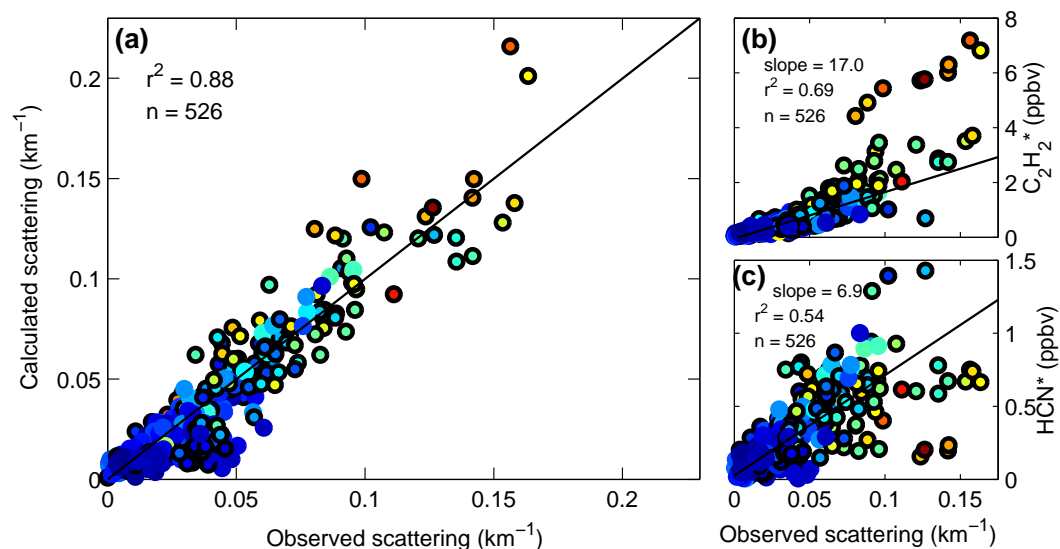 (a)
r² = 0.88
n = 526
0.2
0.15
0.1
0.05
0
0
0.05
0.1
0.15
0.2
Calculated scattering (km⁻¹)
Observed scattering (km⁻¹)
(b)
slope = 17.0
r² = 0.69
n = 526
8
6
4
2
0
C₂H₂* (ppbv)
(c)
slope = 6.9
r² = 0.54
n = 526
1.5
1
0.5
0
HCN* (ppbv)
0
0.05
0.1
0.15
Observed scattering (km⁻¹)